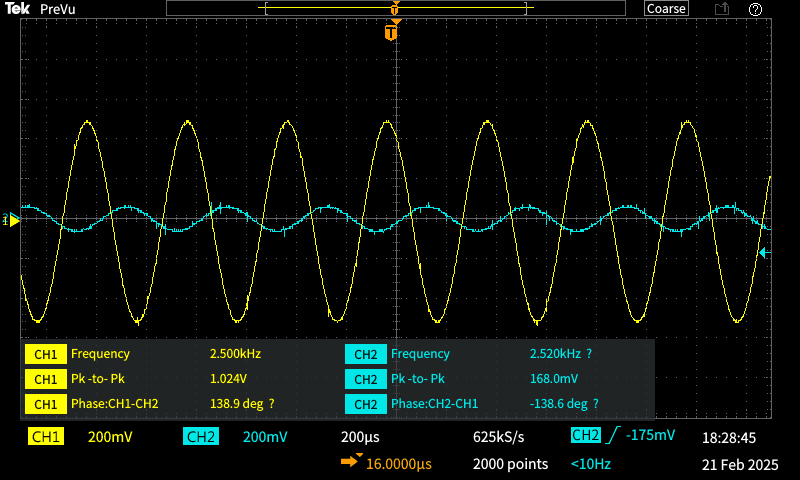 Tek PreVu Coarse
T
T
CH1 Frequency 2.500kHz CH2 Frequency 2.520kHz ?
CH1 Pk-to- Pk 1.024V CH2 Pk-to- Pk 168.0mV
CH1 Phase:CH1-CH2 138.9 deg ? CH2 Phase:CH2-CH1 -138.6 deg ?
CH1 200mV CH2 200mV 200µs 625kS/s CH2 -175mV 18:28:45
16.0000µs 2000 points <10Hz 21 Feb 2025